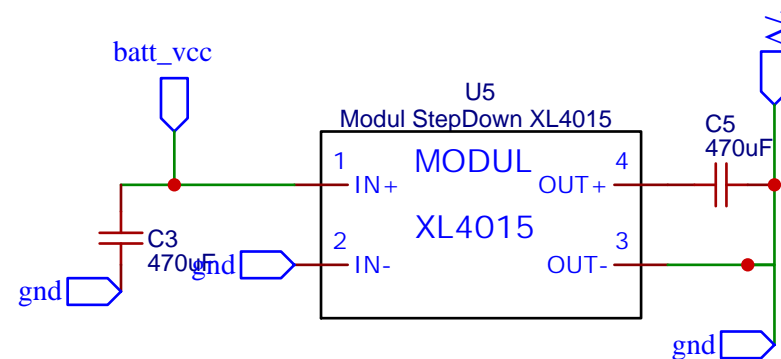 batt_vcc
U5
Modul StepDown XL4015
C5
470uF
1
MODUL
4
IN+
OUT+
XL4015
C3
470uF
gnd
2
3
IN-
OUT-
gnd
gnd